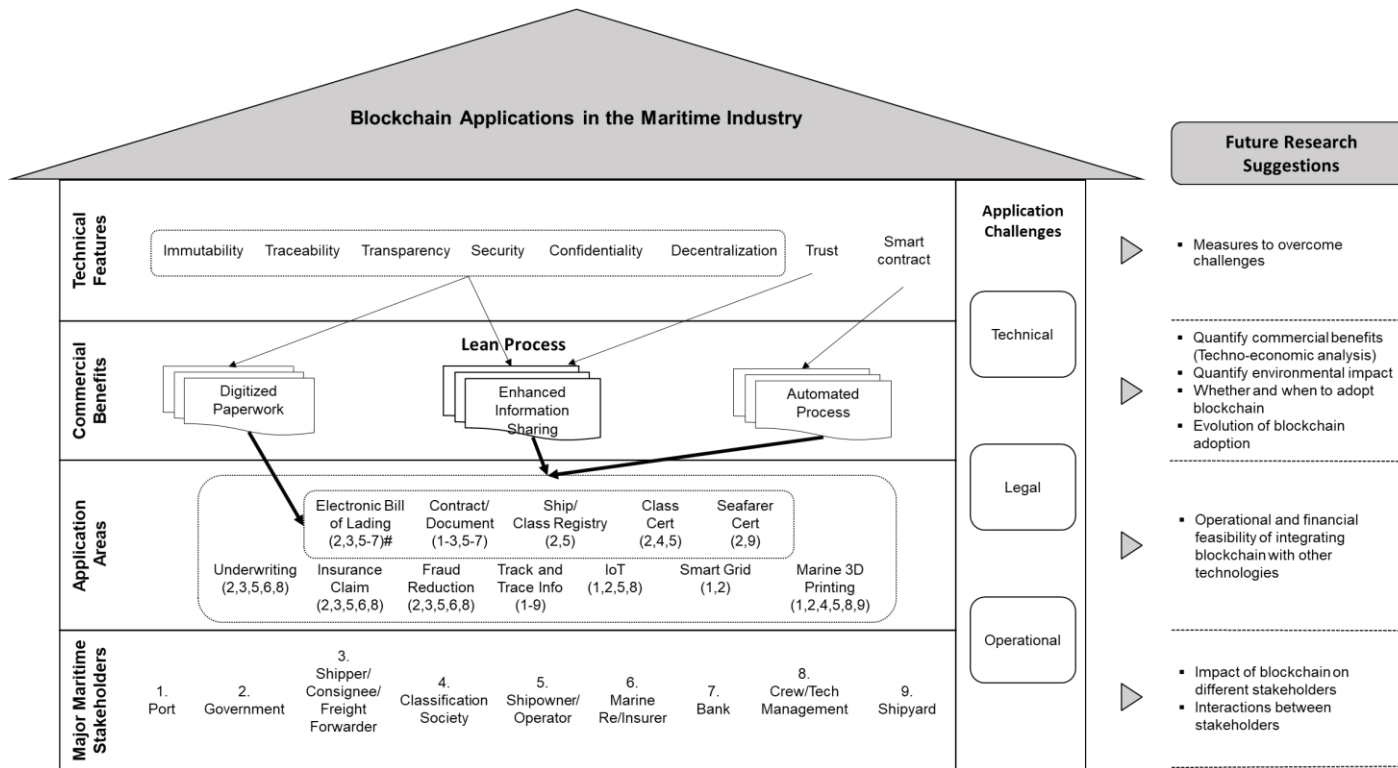 Blockchain Applications in the Maritime Industry
Technical
Features
Immutability
Traceability
Transparency
Security
Confidentiality
Decentralization
Trust
Smart
contract
Commercial
Benefits
Lean Process
Digitized
Paperwork
Enhanced
Information
Sharing
Automated
Process
Application
Areas
Electronic Bill
of Lading
(2,3,5-7)#
Contract/
Document
(1-3,5-7)
Ship/
Class Registry
(2,5)
Class
Cert
(2,4,5)
Seafarer
Cert
(2,9)
Underwriting
(2,3,5,6,8)
Insurance
Claim
(2,3,5,6,8)
Fraud
Reduction
(2,3,5,6,8)
Track and
Trace Info
(1-9)
IoT
(1,2,5,8)
Smart Grid
(1,2)
Marine 3D
Printing
(1,2,4,5,8,9)
Major Maritime
Stakeholders
1.
Port
2.
Government
3.
Shipper/
Consignee/
Freight
Forwarder
4.
Classification
Society
5.
Shipowner/
Operator
6.
Marine
Re/Insurer
7.
Bank
8.
Crew/Tech
Management
9.
Shipyard
Application
Challenges
Technical
Legal
Operational
Future Research
Suggestions
▪ Measures to overcome
challenges
▪ Quantify commercial benefits
(Techno-economic analysis)
▪ Quantify environmental impact
▪ Whether and when to adopt
blockchain
▪ Evolution of blockchain
adoption
▪ Operational and financial
feasibility of integrating
blockchain with other
technologies
▪ Impact of blockchain on
different stakeholders
▪ Interactions between
stakeholders